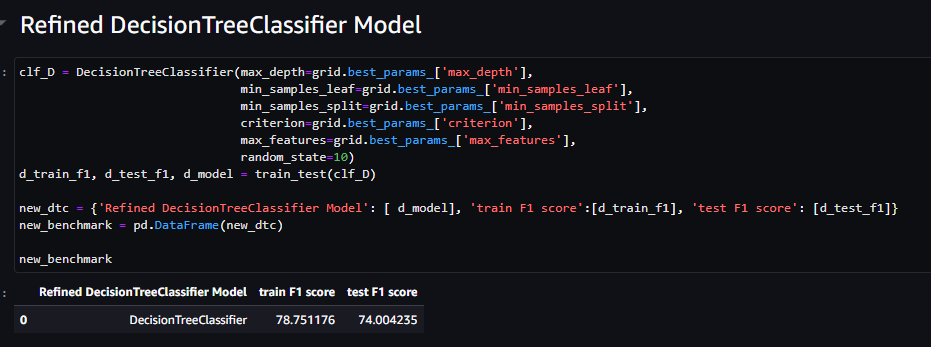 Refined DecisionTreeClassifier Model
: clf_D = DecisionTreeClassifier(max_depth=grid.best_params_['max_depth'],
min_samples_leaf=grid.best_params_['min_samples_leaf'],
min_samples_split=grid.best_params_['min_samples_split'],
criterion=grid.best_params_['criterion'],
max_features=grid.best_params_['max_features'],
random_state=10)
d_train_f1, d_test_f1, d_model = train_test(clf_D)
new_dtc = {'Refined DecisionTreeClassifier Model': [ d_model], 'train F1 score':[d_train_f1], 'test F1 score': [d_test_f1]}
new_benchmark = pd.DataFrame(new_dtc)
new_benchmark
: Refined DecisionTreeClassifier Model train F1 score test F1 score
0 DecisionTreeClassifier 78.751176 74.004235